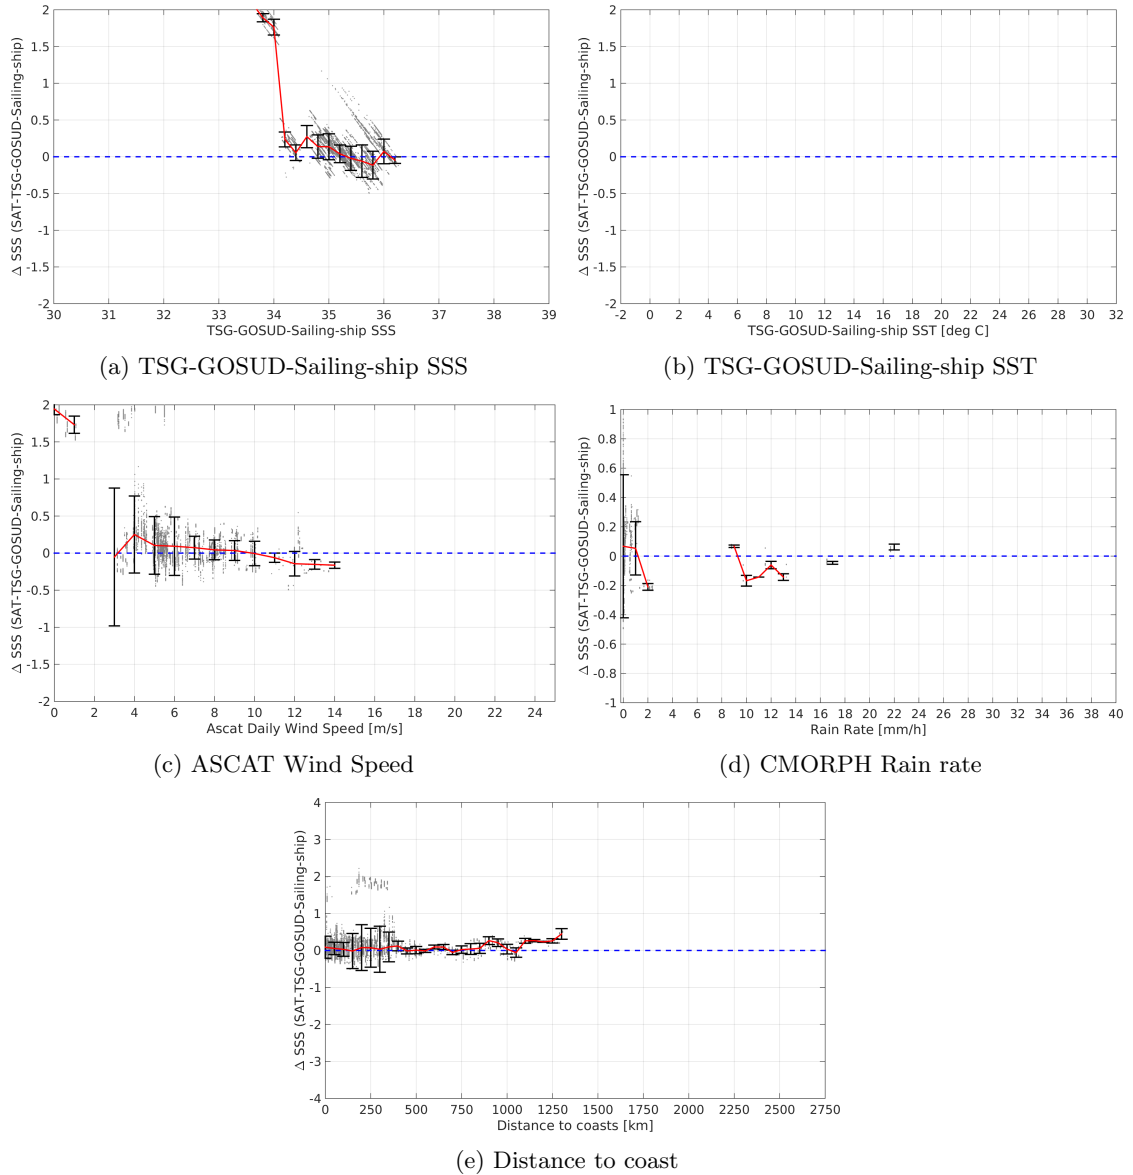 2
1.5
1
0.5
0
-0.5
-1
-1.5
-2
Δ SSS (SAT-TSG-GOSUD-Sailing-ship)
30 31 32 33 34 35 36 37 38 39
TSG-GOSUD-Sailing-ship SSS
(a) TSG-GOSUD-Sailing-ship SSS
2
1.5
1
0.5
0
-0.5
-1
-1.5
-2
Δ SSS (SAT-TSG-GOSUD-Sailing-ship)
-2 0 2 4 6 8 10 12 14 16 18 20 22 24 26 28 30 32
TSG-GOSUD-Sailing-ship SST [deg C]
(b) TSG-GOSUD-Sailing-ship SST
2
1.5
1
0.5
0
-0.5
-1
-1.5
-2
Δ SSS (SAT-TSG-GOSUD-Sailing-ship)
0 2 4 6 8 10 12 14 16 18 20 22 24
Ascat Daily Wind Speed [m/s]
(c) ASCAT Wind Speed
1
0.8
0.6
0.4
0.2
0
-0.2
-0.4
-0.6
-0.8
-1
Δ SSS (SAT-TSG-GOSUD-Sailing-ship)
0 2 4 6 8 10 12 14 16 18 20 22 24 26 28 30 32 34 36 38 40
Rain Rate [mm/h]
(d) CMORPH Rain rate
4
3
2
1
0
-1
-2
-3
-4
Δ SSS (SAT-TSG-GOSUD-Sailing-ship)
0 250 500 750 1000 1250 1500 1750 2000 2250 2500 2750
Distance to coasts [km]
(e) Distance to coast